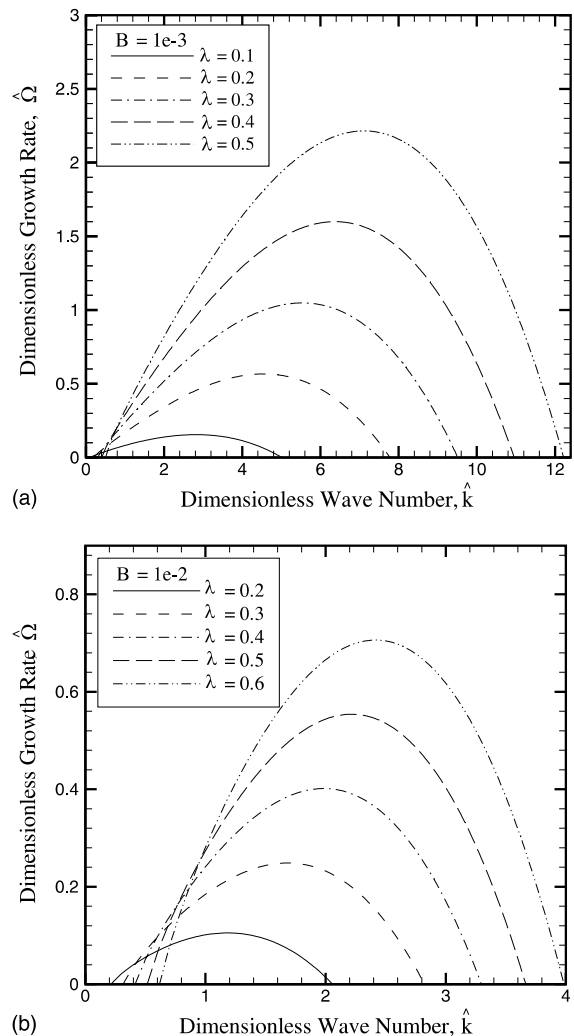 3
2.5
2
1.5
1
0.5
0
B = 1e-3
λ = 0.1
λ = 0.2
λ = 0.3
λ = 0.4
λ = 0.5
Dimensionless Growth Rate, Ω̂
0 2 4 6 8 10 12
Dimensionless Wave Number, k̂
(a)
0.8
0.6
0.4
0.2
0
B = 1e-2
λ = 0.2
λ = 0.3
λ = 0.4
λ = 0.5
λ = 0.6
Dimensionless Growth Rate Ω̂
0 1 2 3 4
Dimensionless Wave Number, k̂
(b)